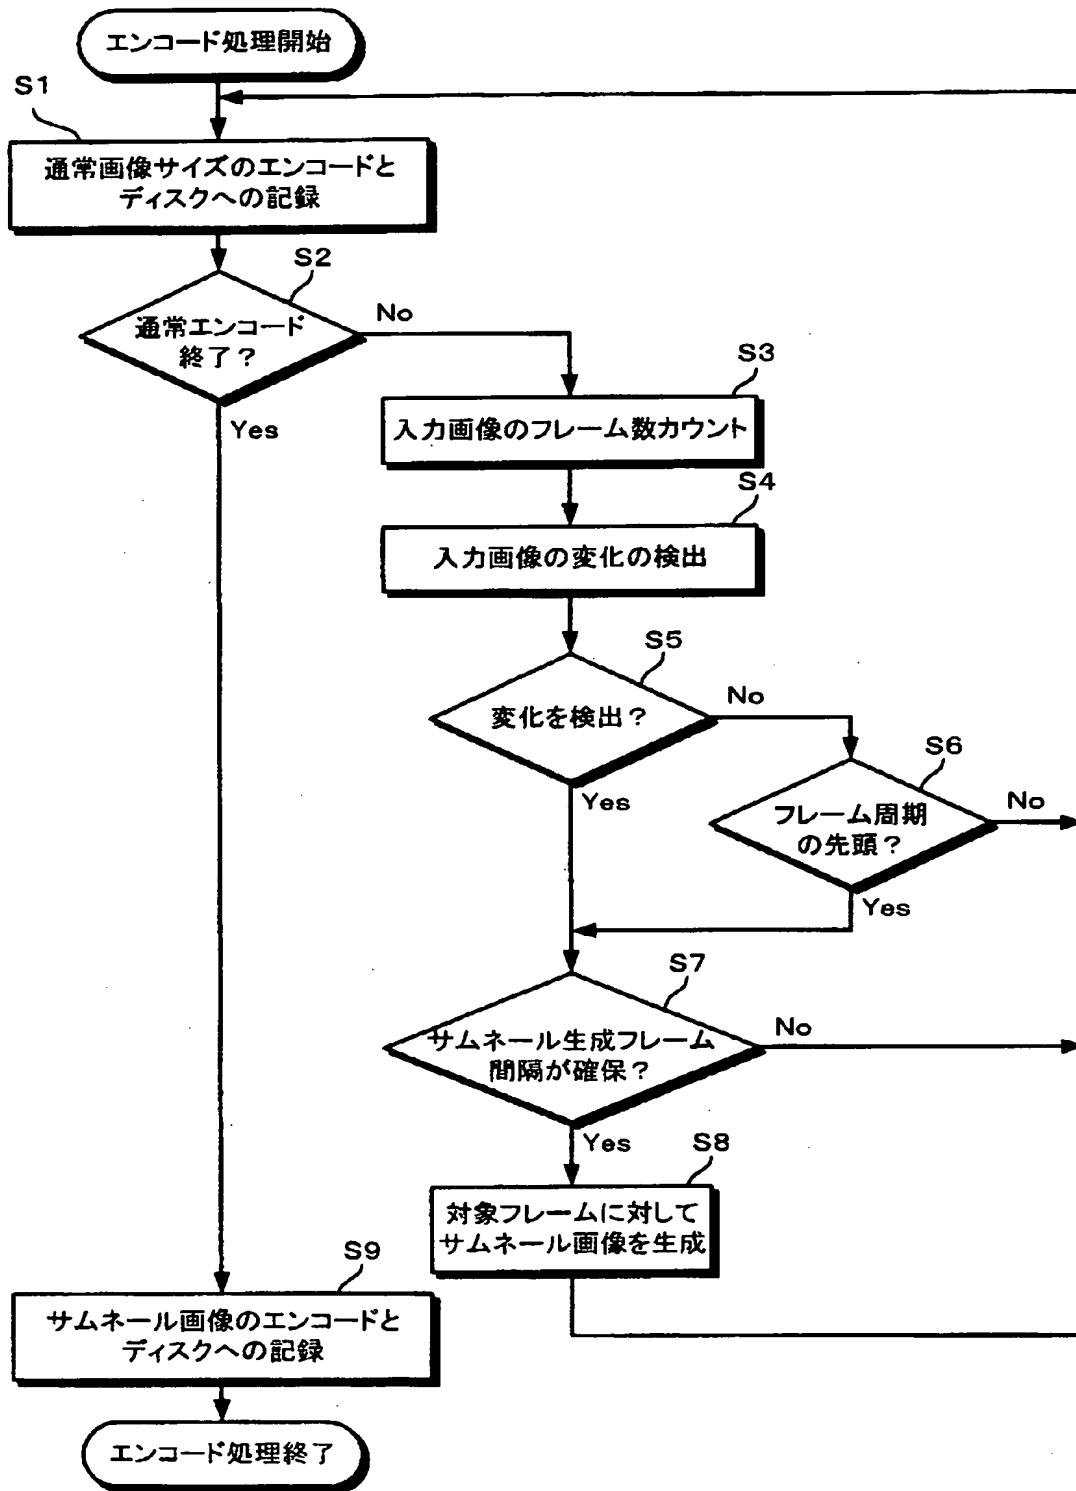 エンコード処理開始
S1
通常画像サイズのエンコードと
ディスクへの記録
S2
通常エンコード
終了？
No
Yes
S3
入力画像のフレーム数カウント
S4
入力画像の変化の検出
S5
変化を検出？
No
Yes
S6
フレーム周期
の先頭？
No
Yes
S7
サムネール生成フレーム
間隔が確保？
No
Yes
S8
対象フレームに対して
サムネール画像を生成
S9
サムネール画像のエンコードと
ディスクへの記録
エンコード処理終了